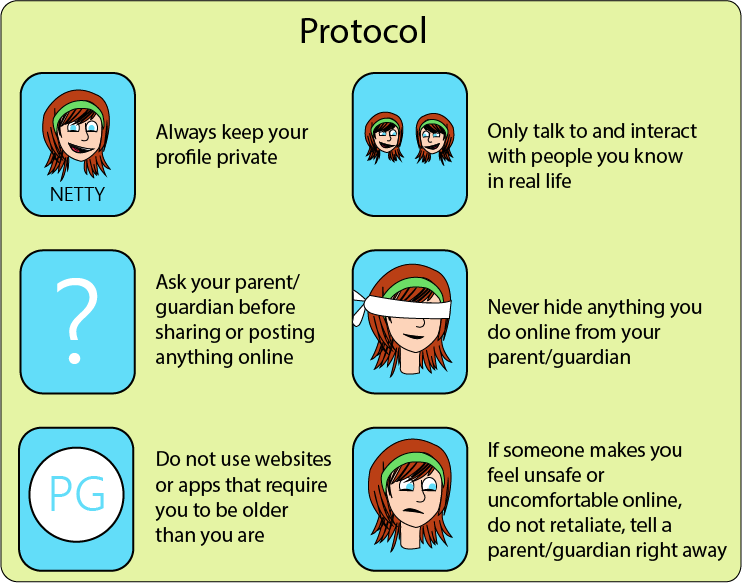 Protocol
NETTY
Always keep your
profile private
Only talk to and interact
with people you know
in real life
?
Ask your parent/
guardian before
sharing or posting
anything online
Never hide anything you
do online from your
parent/guardian
PG
Do not use websites
or apps that require
you to be older
than you are
If someone makes you
feel unsafe or
uncomfortable online,
do not retaliate, tell a
parent/guardian right away